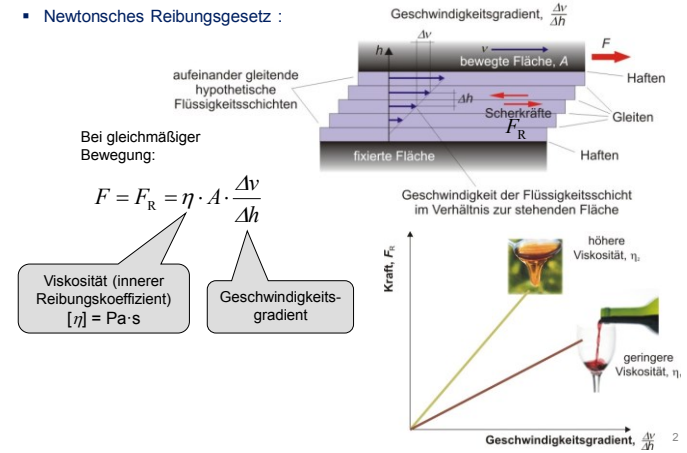 ▪ Newtonsches Reibungsgesetz :
Geschwindigkeitsgradient, Δv/Δh
Δv
h
v
bewegte Fläche, A
F
aufeinander gleitende
hypothetische
Flüssigkeitsschichten
Haften
Δh
Scherkräfte
F_R
Gleiten
fixierte Fläche
Haften
Bei gleichmäßiger
Bewegung:
F = F_R = η · A · Δv/Δh
Geschwindigkeit der Flüssigkeitsschicht
im Verhältnis zur stehenden Fläche
Viskosität (innerer
Reibungskoeffizient)
[η] = Pa·s
Geschwindigkeits-
gradient
Kraft, F_R
höhere
Viskosität, η₂
geringere
Viskosität, η₁
Geschwindigkeitsgradient, Δv/Δh
2